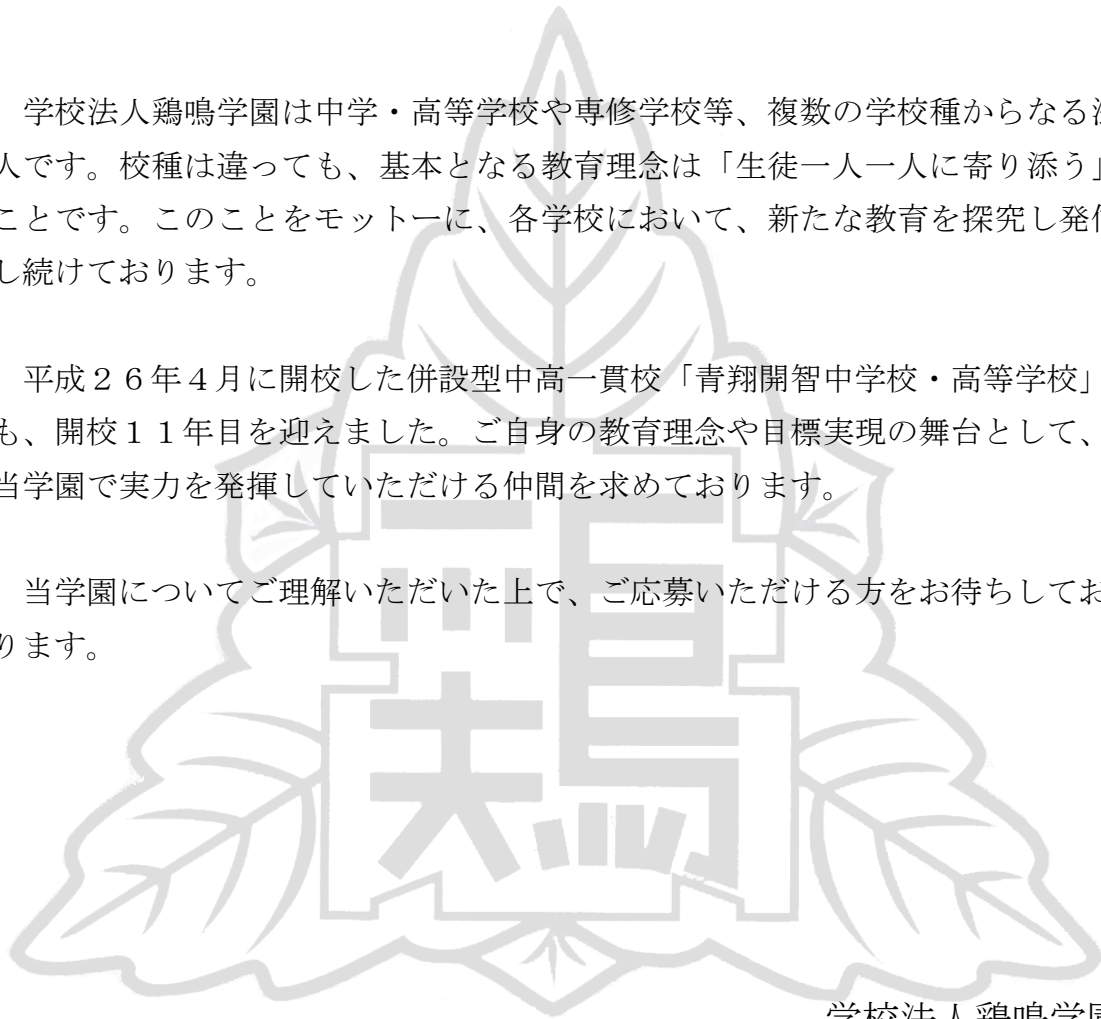 学校法人鶏鳴学園は中学・高等学校や専修学校等、複数の学校種からなる
人です。校種は違っても、基本となる教育理念は「生徒一人一人に寄り添う」
ことです。このことをモットーに、各学校において、新たな教育を探究し発
し続けております。
平成26年4月に開校した併設型中高一貫校「青翔開智中学校・高等学校」
も、開校11年目を迎えました。ご自身の教育理念や目標実現の舞台として、
当学園で実力を発揮していただける仲間を求めております。
当学園についてご理解いただいた上で、ご応募いただける方をお待ちしてお
ります。
鶏
学校法人鶏鳴学園